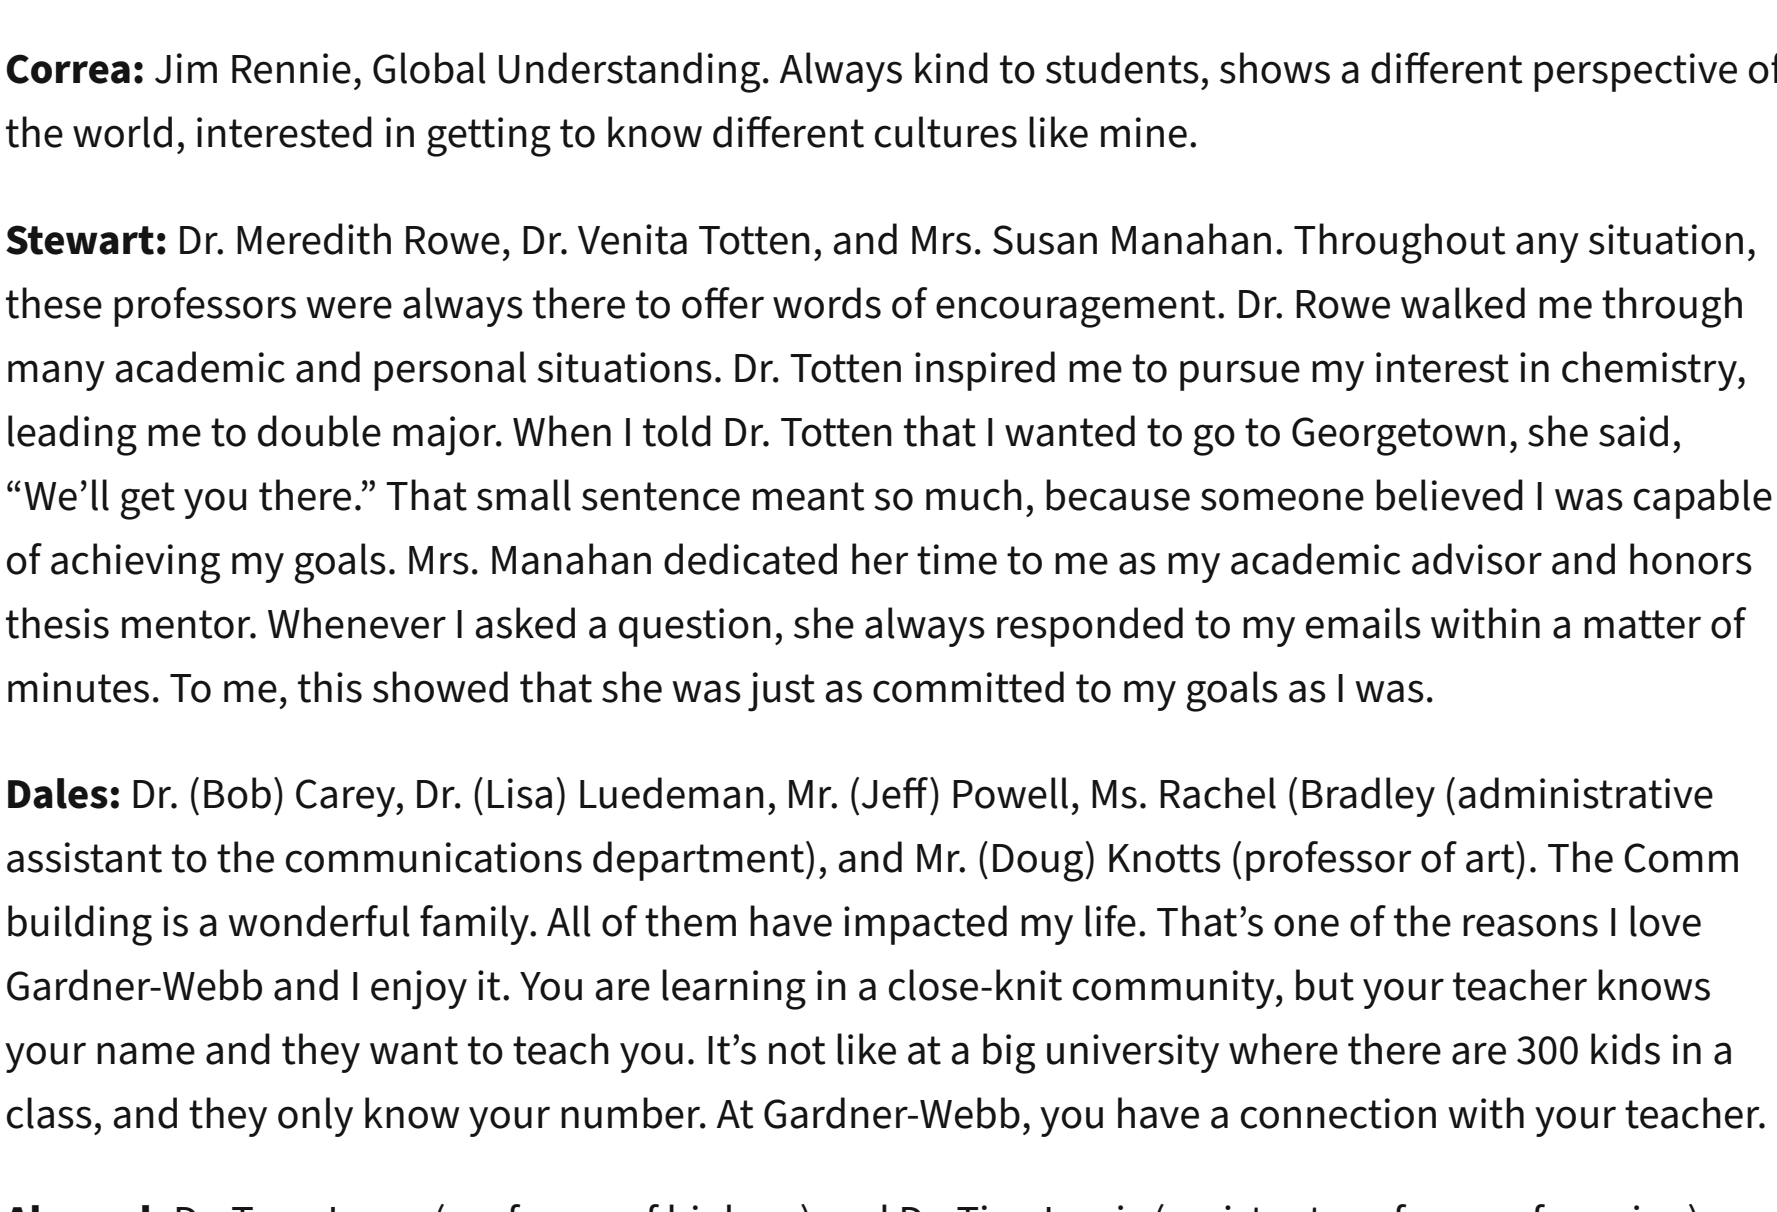 Correa: Jim Rennie, Global Understanding. Always kind to students, shows a different perspective of
the world, interested in getting to know different cultures like mine.
Stewart: Dr. Meredith Rowe, Dr. Venita Totten, and Mrs. Susan Manahan. Throughout any situation,
these professors were always there to offer words of encouragement. Dr. Rowe walked me through
many academic and personal situations. Dr. Totten inspired me to pursue my interest in chemistry,
leading me to double major. When I told Dr. Totten that I wanted to go to Georgetown, she said,
“We’ll get you there.” That small sentence meant so much, because someone believed I was capable
of achieving my goals. Mrs. Manahan dedicated her time to me as my academic advisor and honors
thesis mentor. Whenever I asked a question, she always responded to my emails within a matter of
minutes. To me, this showed that she was just as committed to my goals as I was.
Dales: Dr. (Bob) Carey, Dr. (Lisa) Luedeman, Mr. (Jeff) Powell, Ms. Rachel (Bradley (administrative
assistant to the communications department), and Mr. (Doug) Knotts (professor of art). The Comm
building is a wonderful family. All of them have impacted my life. That’s one of the reasons I love
Gardner-Webb and I enjoy it. You are learning in a close-knit community, but your teacher knows
your name and they want to teach you. It’s not like at a big university where there are 300 kids in a
class, and they only know your number. At Gardner-Webb, you have a connection with your teacher.